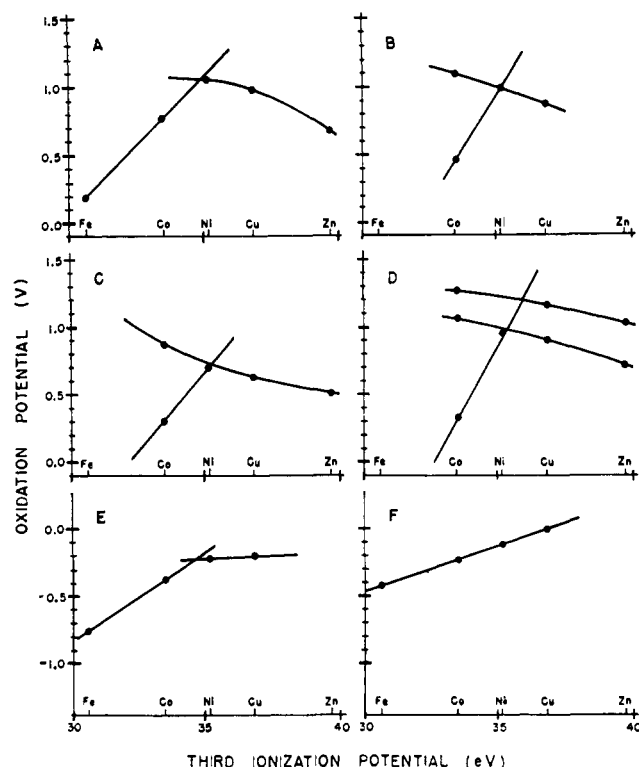 A
B
1.5
1.0
0.5
0.0
Fe Co Ni Cu Zn
Fe Co Ni Cu Zn
C
D
1.5
1.0
0.5
0.0
Fe Co Ni Cu Zn
Fe Co Ni Cu Zn
E
F
0.0
-0.5
-1.0
Fe Co Ni Cu Zn
Fe Co Ni Cu Zn
30 35 40
30 35 40
OXIDATION POTENTIAL (V)
THIRD IONIZATION POTENTIAL (eV)